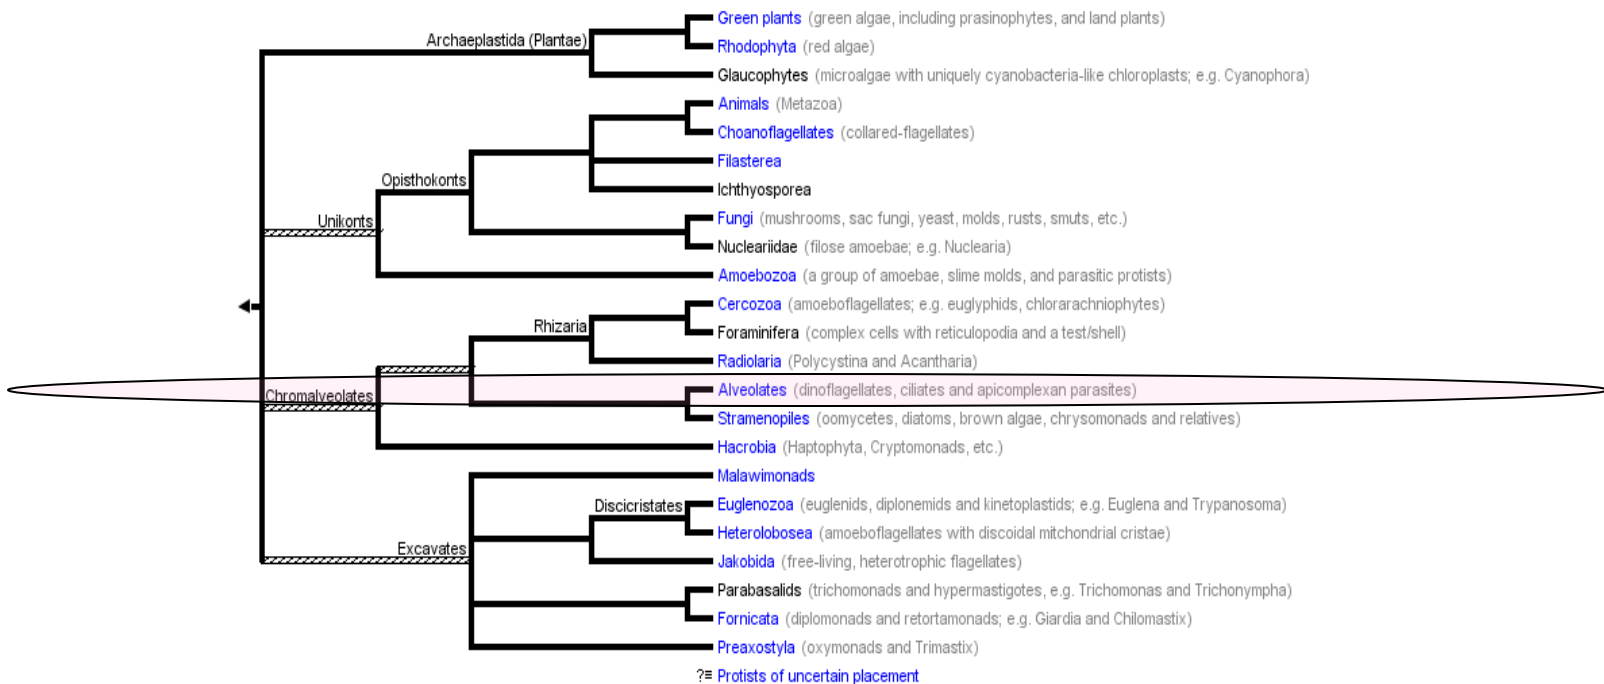 Green plants (green algae, including prasinophytes, and land plants)
Archaeplastida (Plantae)
Rhodophyta (red algae)
Glaucophytes (microalgae with uniquely cyanobacteria-like chloroplasts; e.g. Cyanophora)
Animals (Metazoa)
Choanoflagellates (collared-flagellates)
Filasterea
Opisthokonts
Ichthyosporea
Unikonts
Fungi (mushrooms, sac fungi, yeast, molds, rusts, smuts, etc.)
Nucleariidae (filose amoebae; e.g. Nuclearia)
Amoebozoa (a group of amoebae, slime molds, and parasitic protists)
Cercozoa (amoeboflagellates; e.g. euglyphids, chlorarachniophytes)
Rhizaria
Foraminifera (complex cells with reticulopodia and a test/shell)
Radiolaria (Polycystina and Acantharia)
Alveolates (dinoflagellates, ciliates and apicomplexan parasites)
Chromalveolates
Stramenopiles (oomycetes, diatoms, brown algae, chrysomonads and relatives)
Hacrobia (Haptophyta, Cryptomonads, etc.)
Malawimonads
Discicristates
Euglenozoa (euglenids, diplonemids and kinetoplastids; e.g. Euglena and Trypanosoma)
Heterolobosea (amoeboflagellates with discoidal mitchondrial cristae)
Excavates
Jakobida (free-living, heterotrophic flagellates)
Parabasalids (trichomonads and hypermastigotes, e.g. Trichomonas and Trichonympha)
Fornicata (diplomonads and retortamonads; e.g. Giardia and Chilomastix)
Preaxostyla (oxymonads and Trimastix)
?≡ Protists of uncertain placement